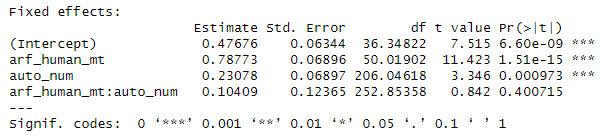 Fixed effects:
Estimate Std. Error df t value Pr(>|t|)
(Intercept) 0.47676 0.06344 36.34822 7.515 6.60e-09 ***
arf_human_mt 0.78773 0.06896 50.01902 11.423 1.51e-15 ***
auto_num 0.23078 0.06897 206.04618 3.346 0.000973 ***
arf_human_mt:auto_num 0.10409 0.12365 252.85358 0.842 0.400715
---
Signif. codes: 0 ‘***’ 0.001 ‘**’ 0.01 ‘*’ 0.05 ‘.’ 0.1 ‘ ’ 1